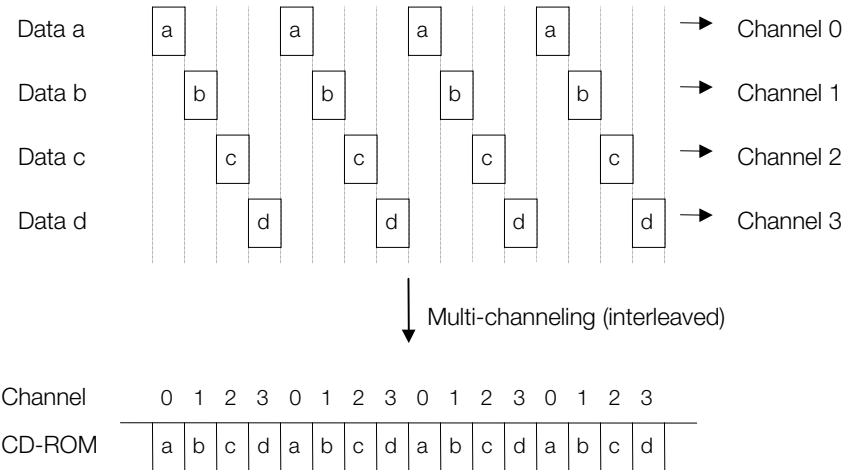 Data a a a a a Channel 0
Data b b b b b Channel 1
Data c c c c c Channel 2
Data d d d d d Channel 3
Multi-channeling (interleaved)
Channel 0 1 2 3 0 1 2 3 0 1 2 3 0 1 2 3
CD-ROM a b c d a b c d a b c d a b c d